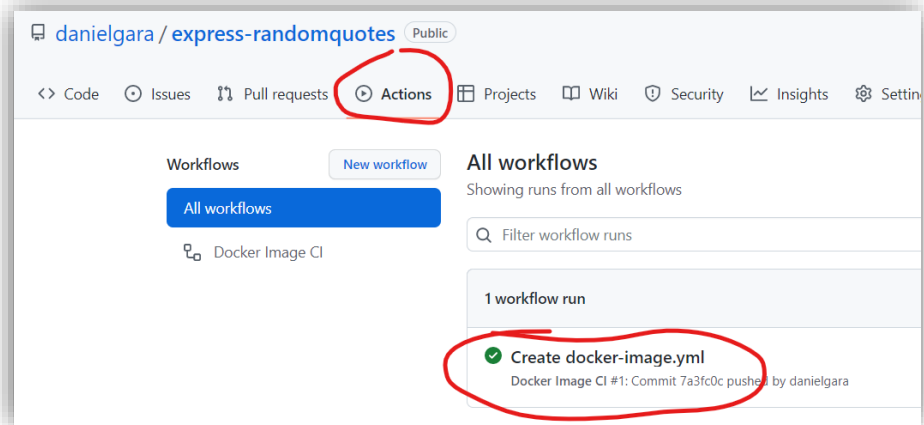 danielgara / express-randomquotes Public
Code Issues Pull requests Actions Projects Wiki Security Insights Settin
Workflows New workflow
All workflows
Docker Image CI
All workflows
Showing runs from all workflows
Filter workflow runs
1 workflow run
Create docker-image.yml
Docker Image CI #1: Commit 7a3fc0c pushed by danielgara